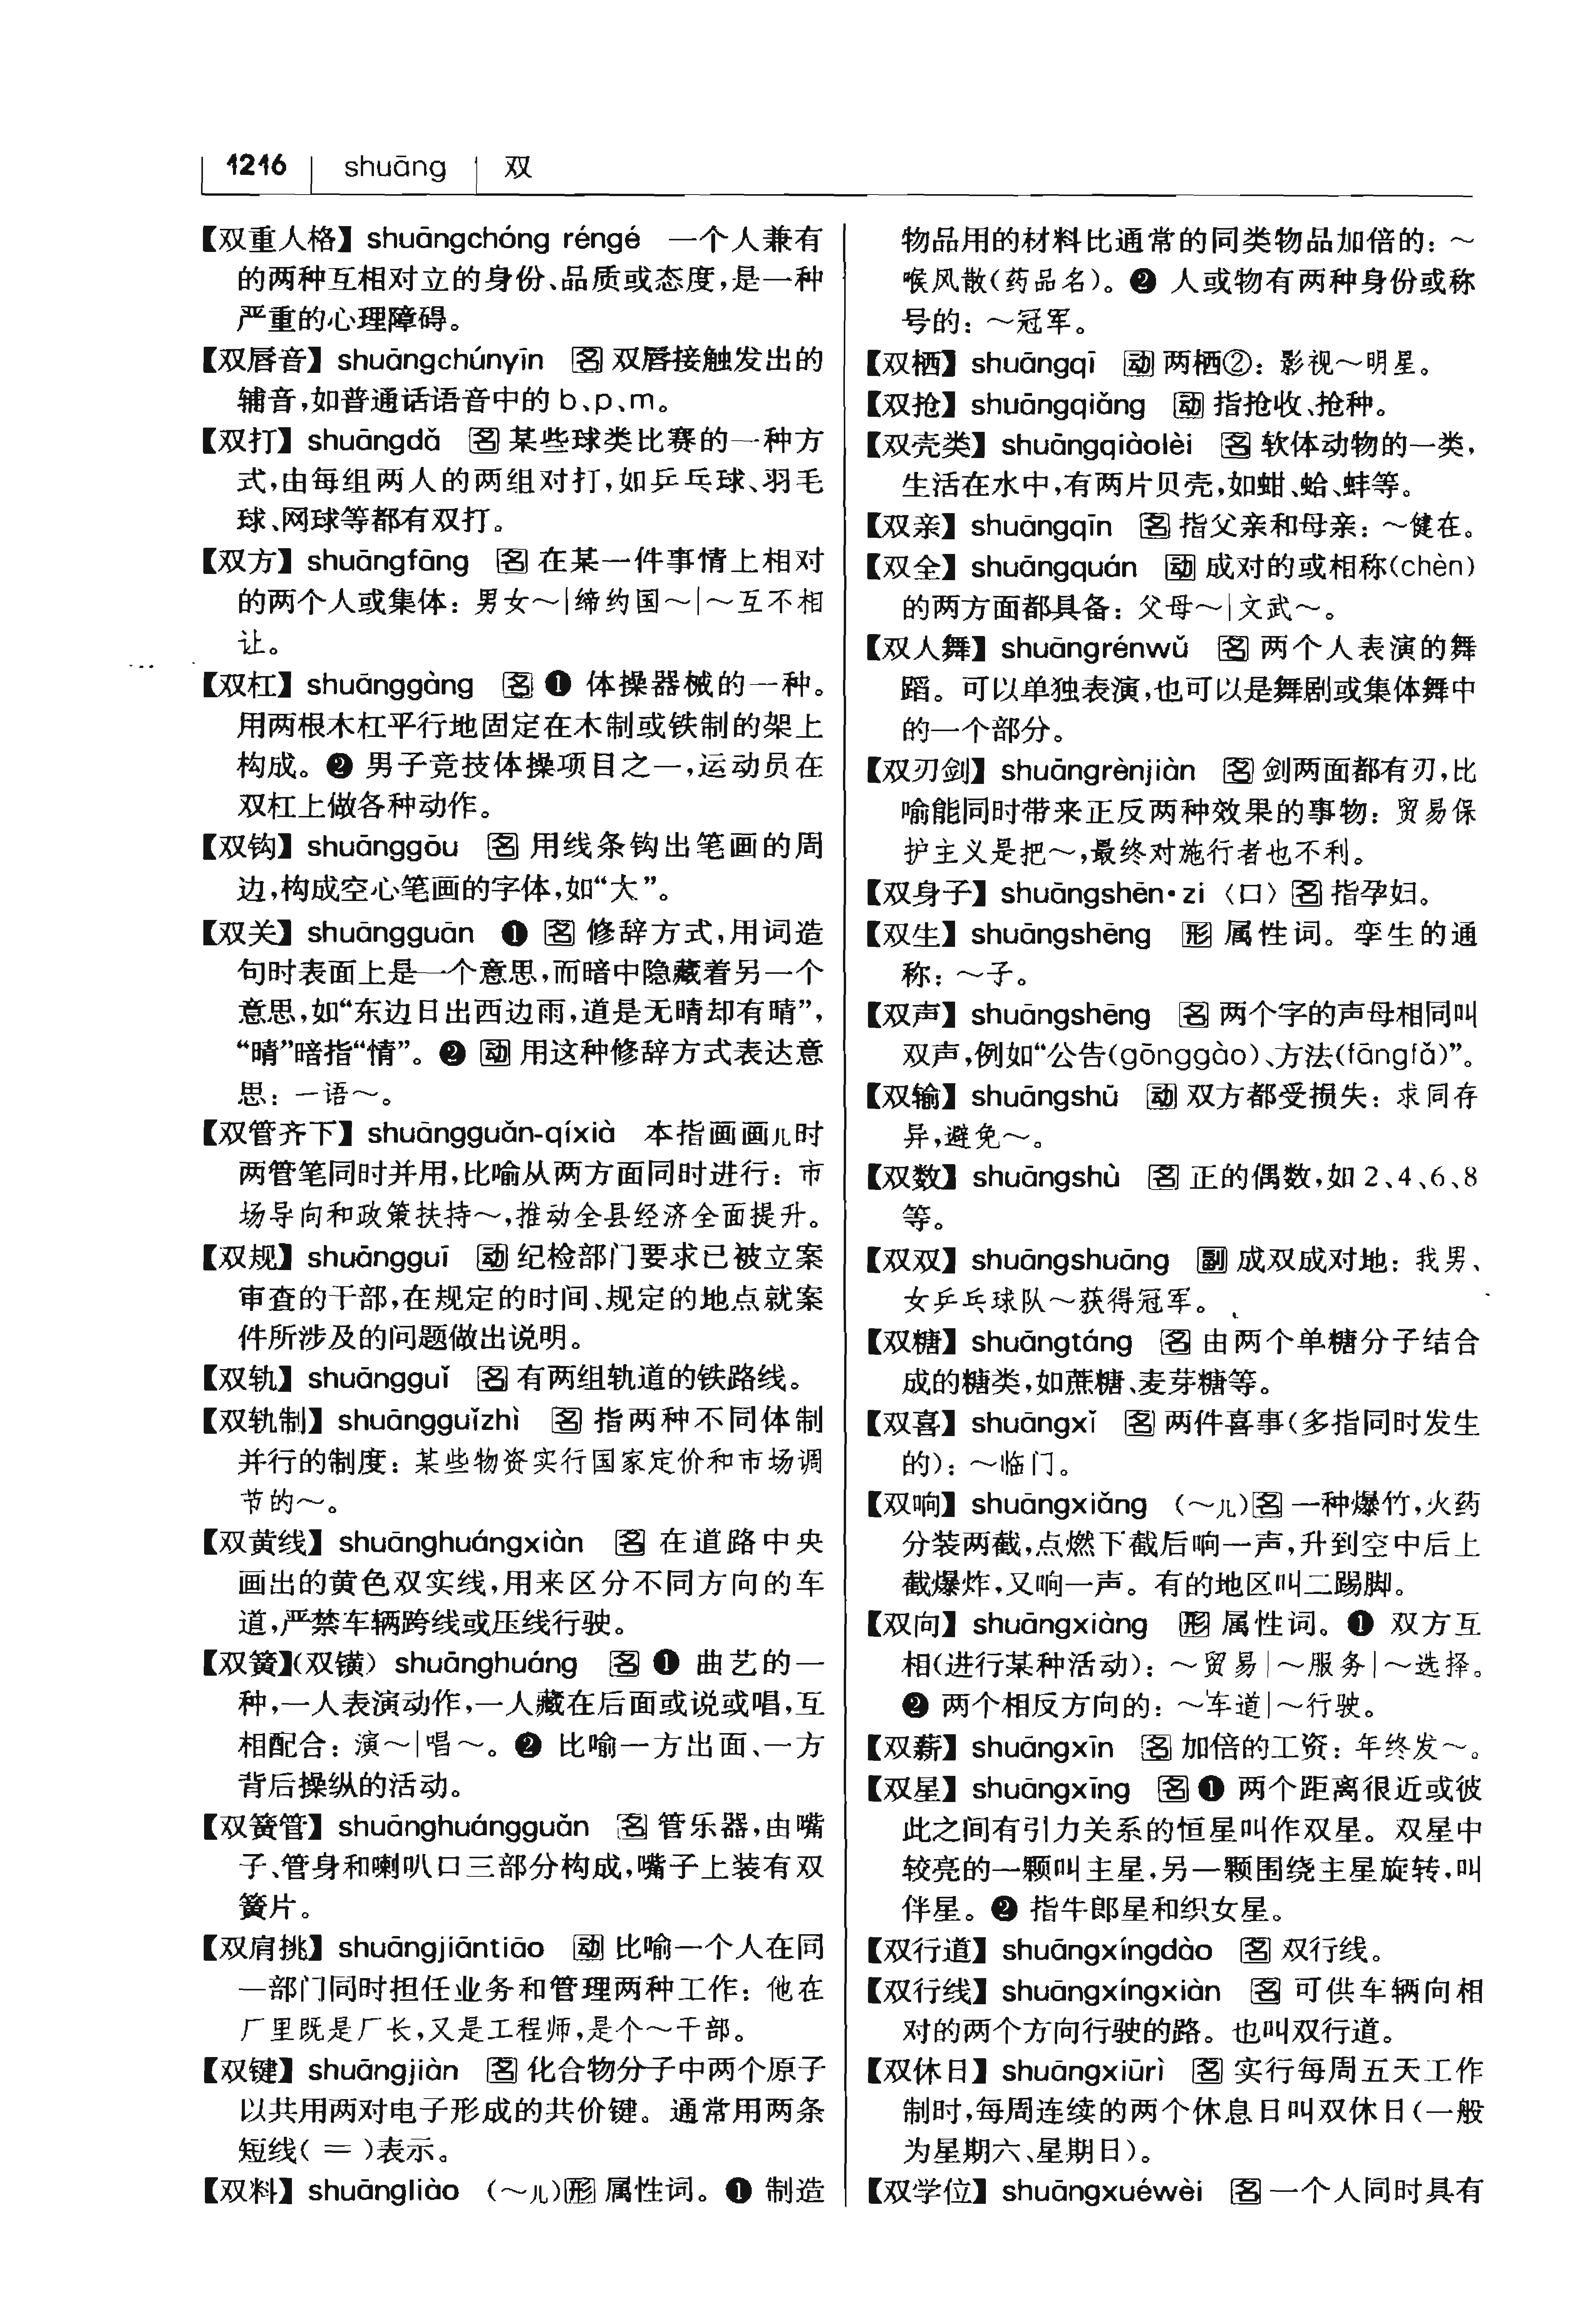 1216 shuāng 双
【双重人格】shuāngchóng réngé 一个人兼有
的两种互相对立的身份、品质或态度,是一种
严重的心理障碍。
【双唇音】shuāngchúnyīn 名 双唇接触发出的
辅音,如普通话语音中的 b、p、m。
【双打】shuāngdǎ 名 某些球类比赛的一种方
式,由每组两人的两组对打,如乒乓球、羽毛
球、网球等都有双打。
【双方】shuāngfāng 名 在某一件事情上相对
的两个人或集体：男女～|缔约国～|～互不相
让。
【双杠】shuānggàng 名 ❶ 体操器械的一种。
用两根木杠平行地固定在木制或铁制的架上
构成。❷ 男子竞技体操项目之一,运动员在
双杠上做各种动作。
【双钩】shuānggōu 名 用线条钩出笔画的周
边,构成空心笔画的字体,如“大”。
【双关】shuāngguān ❶ 名 修辞方式,用词造
句时表面上是一个意思,而暗中隐藏着另一个
意思,如“东边日出西边雨,道是无晴却有晴”,
“晴”暗指“情”。❷ 动 用这种修辞方式表达意
思：一语～。
【双管齐下】shuāngguǎn-qíxià 本指画画儿时
两管笔同时并用,比喻从两方面同时进行：市
场导向和政策扶持～,推动全县经济全面提升。
【双规】shuāngguī 动 纪检部门要求已被立案
审查的干部,在规定的时间、规定的地点就案
件所涉及的问题做出说明。
【双轨】shuāngguǐ 名 有两组轨道的铁路线。
【双轨制】shuāngguǐzhì 名 指两种不同体制
并行的制度：某些物资实行国家定价和市场调
节的～。
【双黄线】shuānghuángxiàn 名 在道路中央
画出的黄色双实线,用来区分不同方向的车
道,严禁车辆跨线或压线行驶。
【双簧】(双锁) shuānghuáng 名 ❶ 曲艺的一
种,一人表演动作,一人藏在后面或说或唱,互
相配合：演～|唱～。❷ 比喻一方出面、一方
背后操纵的活动。
【双簧管】shuānghuángguǎn 名 管乐器,由嘴
子、管身和喇叭口三部分构成,嘴子上装有双
簧片。
【双肩挑】shuāngjiāntiāo 动 比喻一个人在同
一部门同时担任业务和管理两种工作：他在
厂里既是厂长,又是工程师,是个～干部。
【双键】shuāngjiàn 名 化合物分子中两个原子
以共用两对电子形成的共价键。通常用两条
短线( ＝ )表示。
【双料】shuāngliào (～儿)形 属性词。❶ 制造
物品用的材料比通常的同类物品加倍的：～
喉风散(药品名)。❷ 人或物有两种身份或称
号的：～冠军。
【双栖】shuāngqī 动 两栖②：影视～明星。
【双抢】shuāngqiǎng 动 指抢收、抢种。
【双壳类】shuāngqiàolèi 名 软体动物的一类,
生活在水中,有两片贝壳,如蚶、蛤、蚌等。
【双亲】shuāngqīn 名 指父亲和母亲：～健在。
【双全】shuāngquán 动 成对的或相称(chèn)
的两方面都具备：父母～|文武～。
【双人舞】shuāngrénwǔ 名 两个人表演的舞
蹈。可以单独表演,也可以是舞剧或集体舞中
的一个部分。
【双刃剑】shuāngrènjiàn 名 剑两面都有刃,比
喻能同时带来正反两种效果的事物：贸易保
护主义是把～,最终对施行者也不利。
【双身子】shuāngshēn·zi 〈口〉名 指孕妇。
【双生】shuāngshēng 形 属性词。孪生的通
称：～子。
【双声】shuāngshēng 名 两个字的声母相同叫
双声,例如“公告(gōnggào)、方法(fāngfǎ)”。
【双输】shuāngshū 动 双方都受损失：求同存
异,避免～。
【双数】shuāngshù 名 正的偶数,如 2、4、6、8
等。
【双双】shuāngshuāng 副 成双成对地：我男、
女乒乓球队～获得冠军。
【双糖】shuāngtáng 名 由两个单糖分子结合
成的糖类,如蔗糖、麦芽糖等。
【双喜】shuāngxǐ 名 两件喜事(多指同时发生
的)：～临门。
【双响】shuāngxiǎng (～儿)名 一种爆竹,火药
分装两截,点燃下截后响一声,升到空中后上
截爆炸,又响一声。有的地区叫二踢脚。
【双向】shuāngxiàng 形 属性词。❶ 双方互
相(进行某种活动)：～贸易|～服务|～选择。
❷ 两个相反方向的：～车道|～行驶。
【双薪】shuāngxīn 名 加倍的工资：年终发～。
【双星】shuāngxīng 名 ❶ 两个距离很近或彼
此之间有引力关系的恒星叫作双星。双星中
较亮的一颗叫主星,另一颗围绕主星旋转,叫
伴星。❷ 指牛郎星和织女星。
【双行道】shuāngxíngdào 名 双行线。
【双行线】shuāngxíngxiàn 名 可供车辆向相
对的两个方向行驶的路。也叫双行道。
【双休日】shuāngxiūrì 名 实行每周五天工作
制时,每周连续的两个休息日叫双休日(一般
为星期六、星期日)。
【双学位】shuāngxuéwèi 名 一个人同时具有